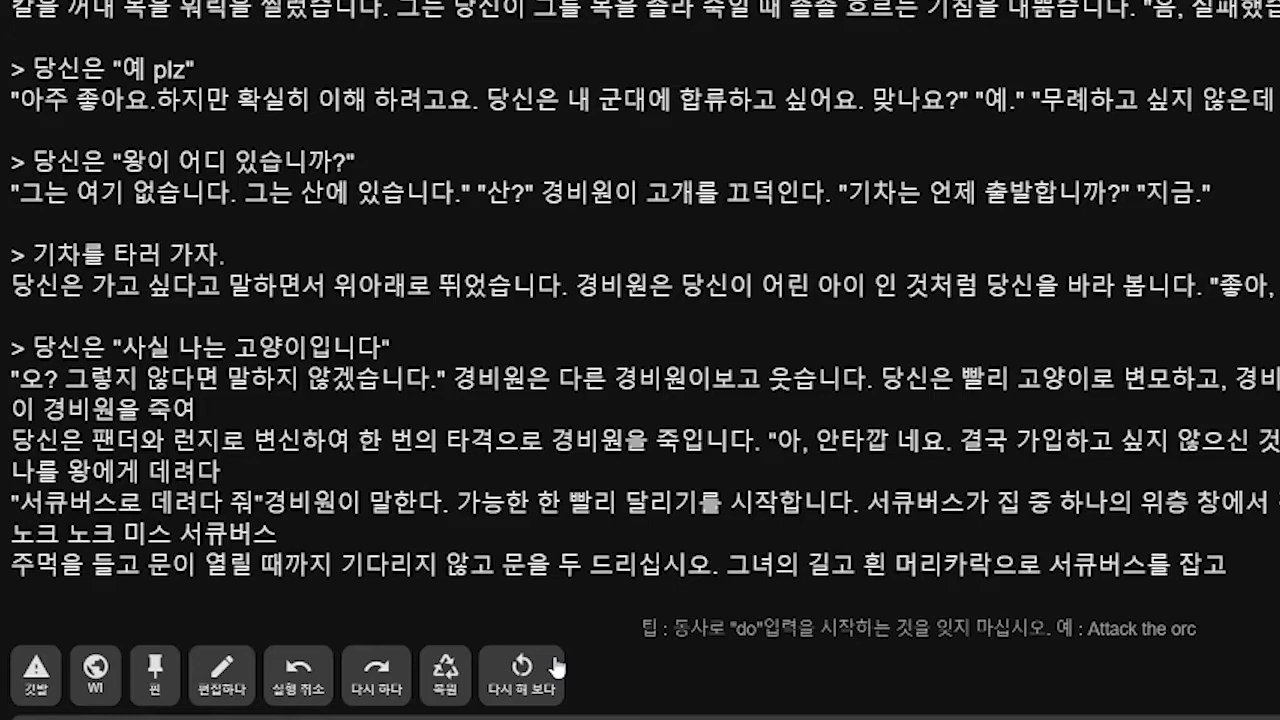 칼을 꺼내 목을 워릭을 찔렀습니다. 그는 당신이 그를 목을 졸라 죽일 때 졸졸 흐르는 기침을 내뿜습니다. "음, 실패했습
> 당신은 "예 plz"
"아주 좋아요.하지만 확실히 이해 하려고요. 당신은 내 군대에 합류하고 싶어요. 맞나요?" "예." "무례하고 싶지 않은데
> 당신은 "왕이 어디 있습니까?"
"그는 여기 없습니다. 그는 산에 있습니다." "산?" 경비원이 고개를 끄덕인다. "기차는 언제 출발합니까?" "지금."
> 기차를 타러 가자.
당신은 가고 싶다고 말하면서 위아래로 뛰었습니다. 경비원은 당신이 어린 아이 인 것처럼 당신을 바라 봅니다. "좋아,
> 당신은 "사실 나는 고양이입니다"
"오? 그렇지 않다면 말하지 않겠습니다." 경비원은 다른 경비원이보고 웃습니다. 당신은 빨리 고양이로 변모하고, 경비
이 경비원을 죽여
당신은 팬더와 런지로 변신하여 한 번의 타격으로 경비원을 죽입니다. "아, 안타깝 네요. 결국 가입하고 싶지 않으신 것
나를 왕에게 데려다
"서큐버스로 데려다 줘"경비원이 말한다. 가능한 한 빨리 달리기를 시작합니다. 서큐버스가 집 중 하나의 위층 창에서
노크 노크 미스 서큐버스
주먹을 들고 문이 열릴 때까지 기다리지 않고 문을 두 드리십시오. 그녀의 길고 흰 머리카락으로 서큐버스를 잡고
팁 : 동사로 "do"입력을 시작하는 것을 잊지 마십시오. 예 : Attack the orc
깃발 WI 핀 편집하다 실행 취소 다시 하다 복원 다시 해 보다